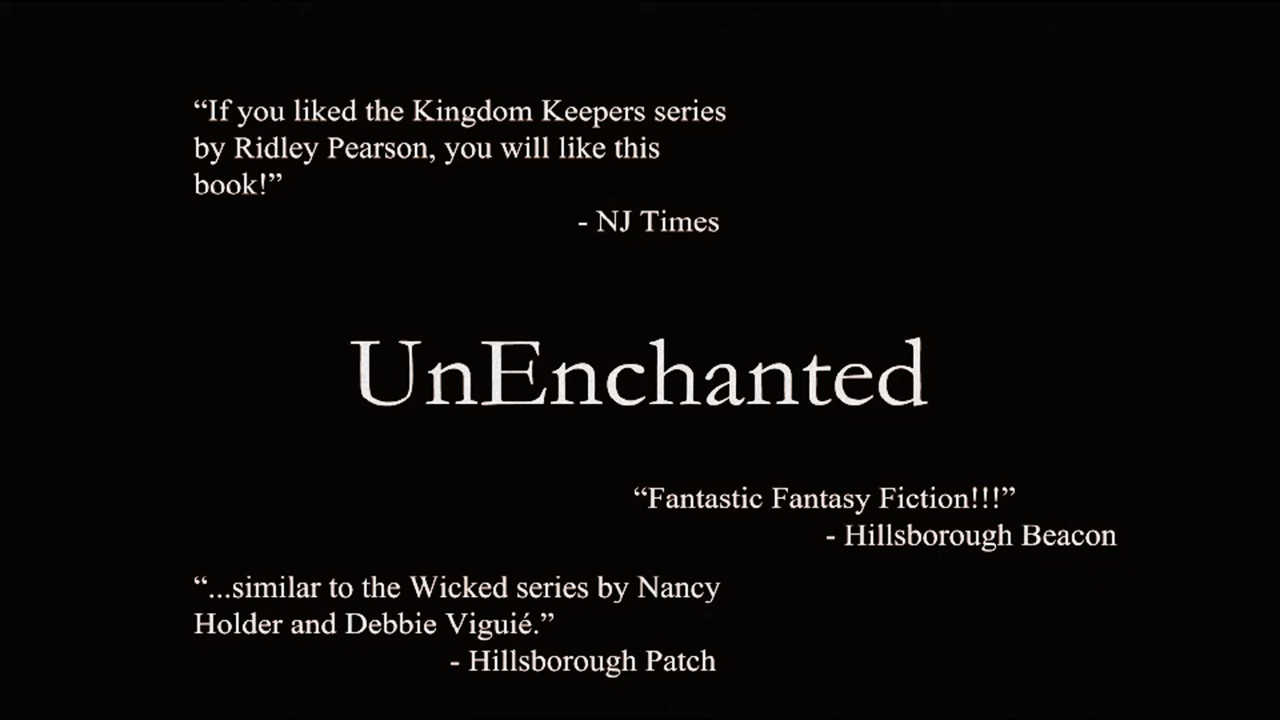 “If you liked the Kingdom Keepers series
by Ridley Pearson, you will like this
book!”
- NJ Times
UnEnchanted
“Fantastic Fantasy Fiction!!!”
- Hillsborough Beacon
“...similar to the Wicked series by Nancy
Holder and Debbie Viguié.”
- Hillsborough Patch